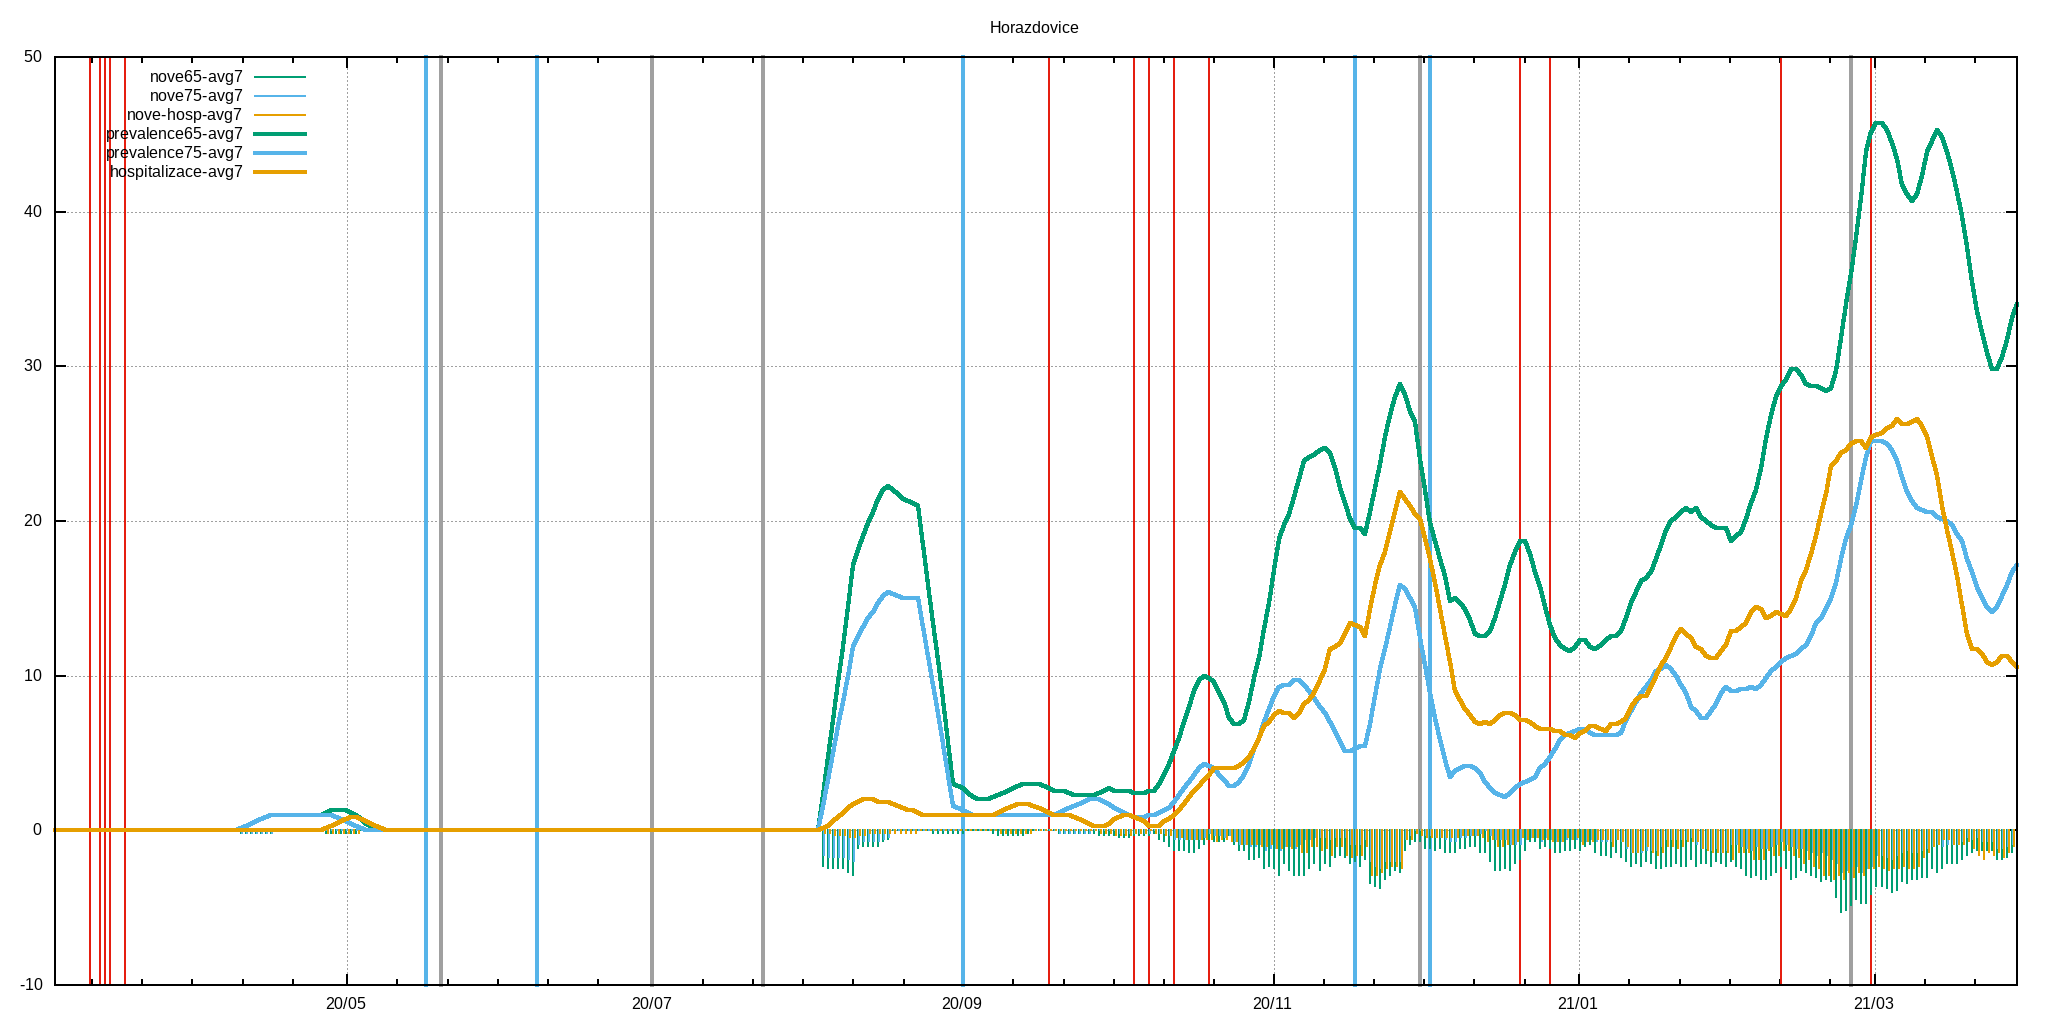 Horazdovice
50
nove65-avg7
nove75-avg7
nove-hosp-avg7
prevalence65-avg7
prevalence75-avg7
hospitalizace-avg7
40
30
20
10
0
-10
20/05 20/07 20/09 20/11 21/01 21/03